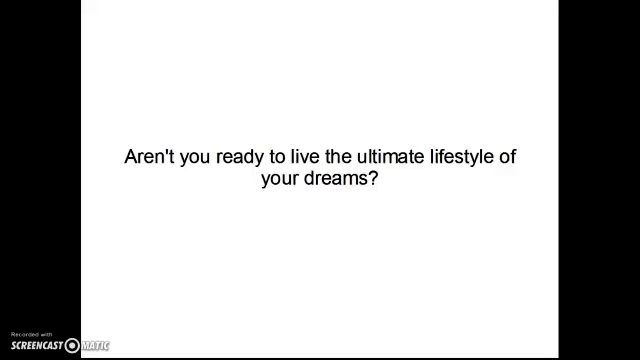 Aren't you ready to live the ultimate lifestyle of
your dreams?
Recorded with
SCREENCAST MATIC